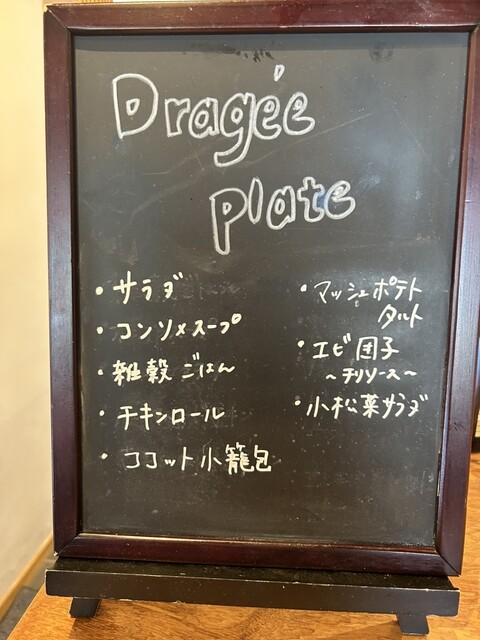 Dragée
plate
・サラダ
・コンソメスープ
・雑穀ごはん
・チキンロール
・ココット小籠包
・マッシュポテト
タルト
・エビ団子
〜チリソース〜
・小松菜サラダ